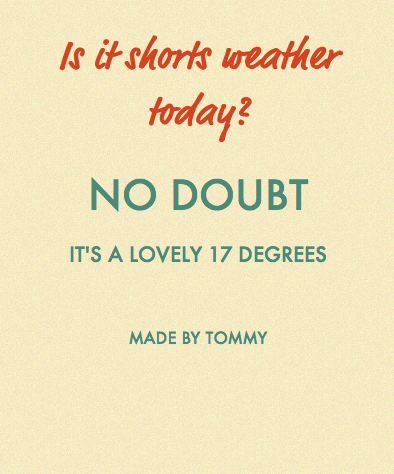 Is it shorts weather
today?
NO DOUBT
IT'S A LOVELY 17 DEGREES
MADE BY TOMMY